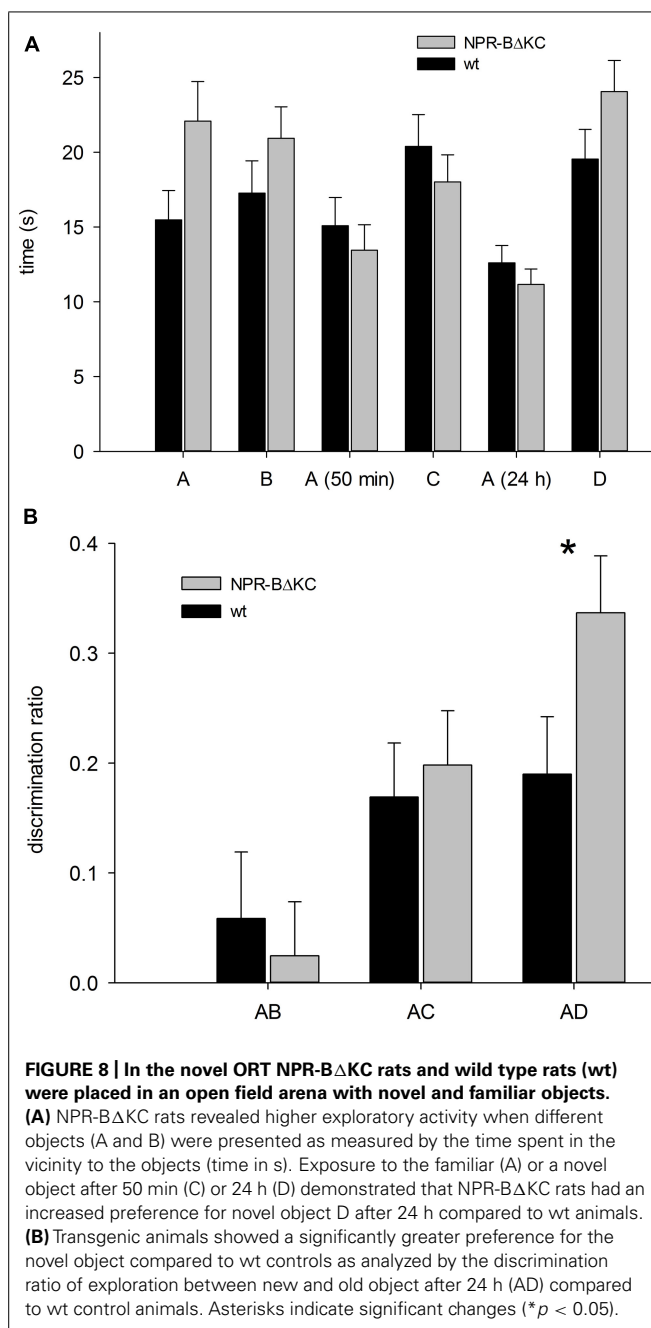 A
NPR-BΔKC
wt
25
20
15
10
5
0
time (s)
A B A (50 min) C A (24 h) D
B
0.4
*
NPR-BΔKC
wt
0.3
0.2
0.1
0.0
discrimination ratio
AB AC AD
FIGURE 8 | In the novel ORT NPR-BΔKC rats and wild type rats (wt)
were placed in an open field arena with novel and familiar objects.
(A) NPR-BΔKC rats revealed higher exploratory activity when different
objects (A and B) were presented as measured by the time spent in the
vicinity to the objects (time in s). Exposure to the familiar (A) or a novel
object after 50 min (C) or 24 h (D) demonstrated that NPR-BΔKC rats had an
increased preference for novel object D after 24 h compared to wt animals.
(B) Transgenic animals showed a significantly greater preference for the
novel object compared to wt controls as analyzed by the discrimination
ratio of exploration between new and old object after 24 h (AD) compared
to wt control animals. Asterisks indicate significant changes (*p < 0.05).